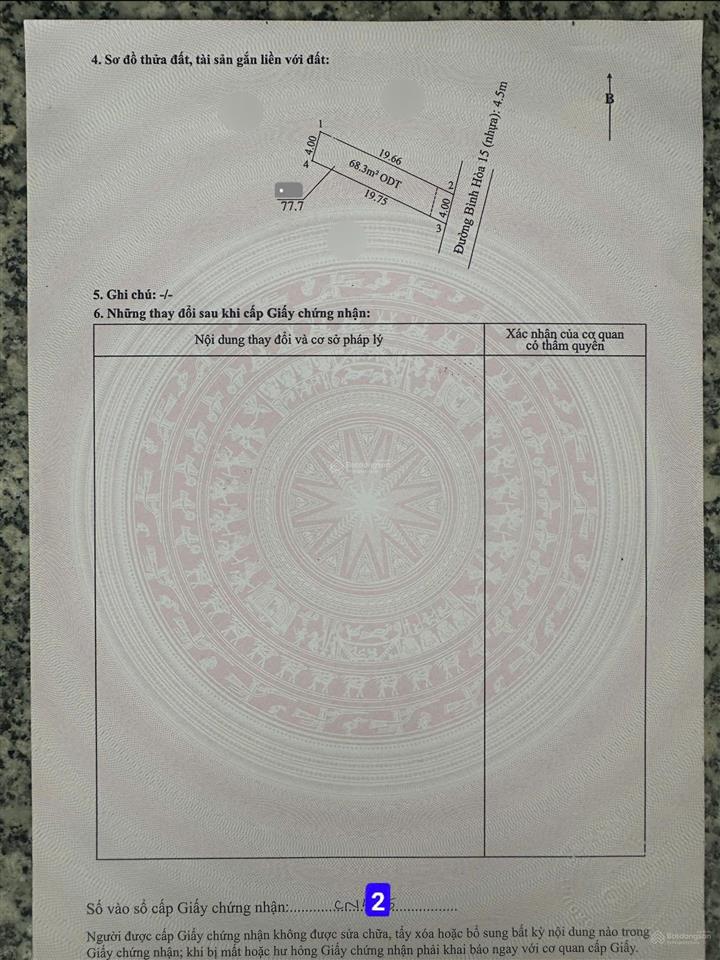 4. Sơ đồ thửa đất, tài sản gắn liền với đất:
B
Đường Bình Hòa 15 (nhựa): 4.5m
1
19.66
4.00
4
68.3m² ODT
2
19.75
4.00
77.7
3
5. Ghi chú: -/-
6. Những thay đổi sau khi cấp Giấy chứng nhận:
Nội dung thay đổi và cơ sở pháp lý
Xác nhận của cơ quan
có thẩm quyền
Batdongsan
Số vào sổ cấp Giấy chứng nhận:
2
Người được cấp Giấy chứng nhận không được sửa chữa, tẩy xóa hoặc bổ sung bất kỳ nội dung nào trong
Giấy chứng nhận; khi bị mất hoặc hư hỏng Giấy chứng nhận phải khai báo ngay với cơ quan cấp Giấy.
Batdongsan